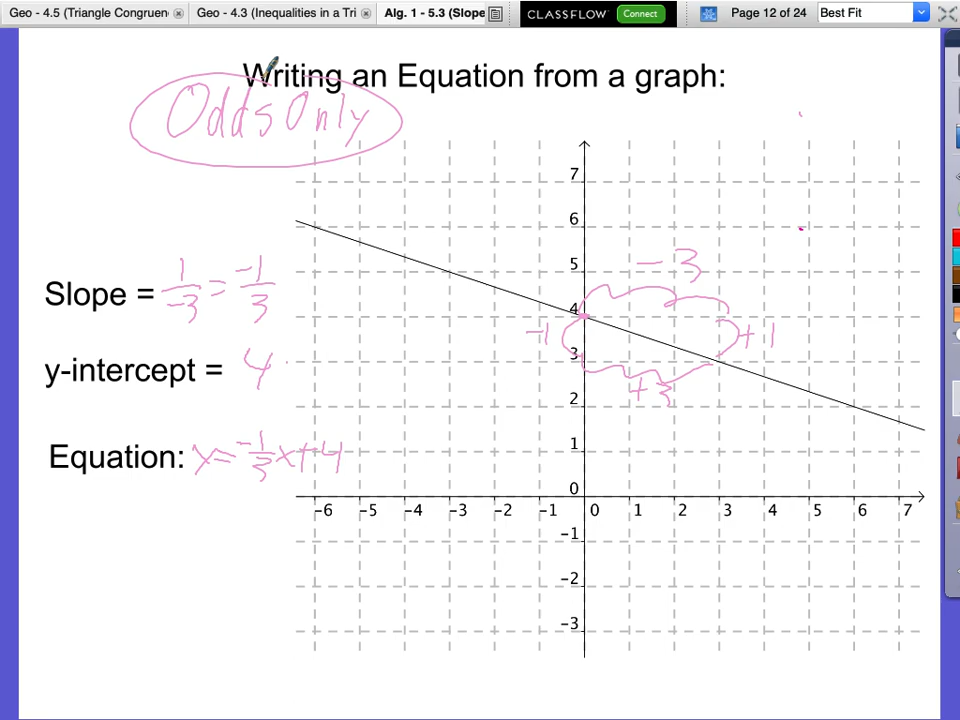 Geo - 4.5 (Triangle Congruen
Geo - 4.3 (Inequalities in a Tri
Alg. 1 - 5.3 (Slope
CLASSFLOW
Connect
Page 12 of 24
Best Fit
Writing an Equation from a graph:
Odds Only
7
6
5
4
3
2
1
0
-1
-2
-3
-3
-1
+1
+3
Slope = 1/-3 = -1/3
y-intercept = 4
Equation: y = -1/3 x + 4
-6 -5 -4 -3 -2 -1 0 1 2 3 4 5 6 7